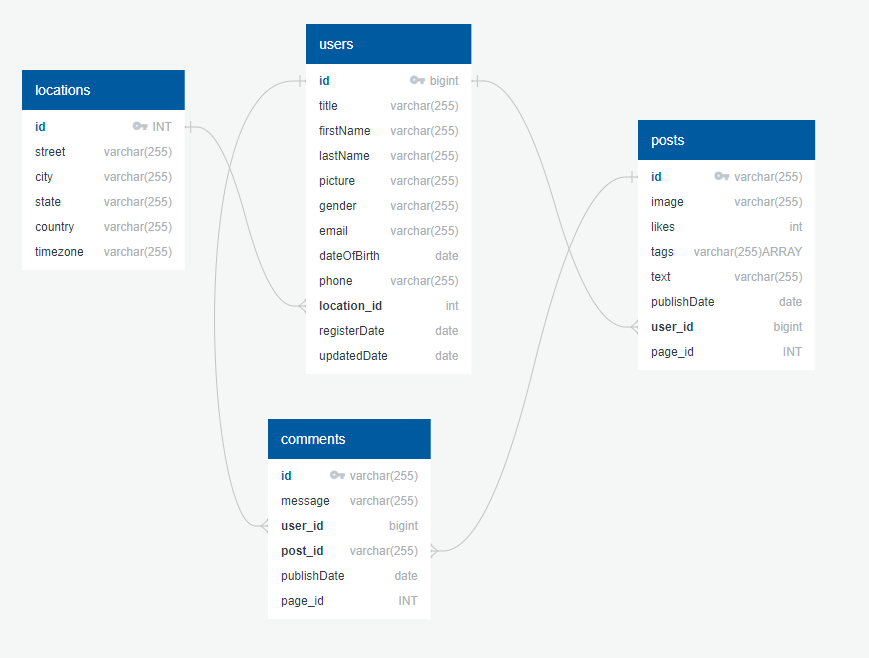 users
id bigint
title varchar(255)
firstName varchar(255)
lastName varchar(255)
picture varchar(255)
gender varchar(255)
email varchar(255)
dateOfBirth date
phone varchar(255)
location_id int
registerDate date
updatedDate date
locations
id INT
street varchar(255)
city varchar(255)
state varchar(255)
country varchar(255)
timezone varchar(255)
posts
id varchar(255)
image varchar(255)
likes int
tags varchar(255)ARRAY
text varchar(255)
publishDate date
user_id bigint
page_id INT
comments
id varchar(255)
message varchar(255)
user_id bigint
post_id varchar(255)
publishDate date
page_id INT